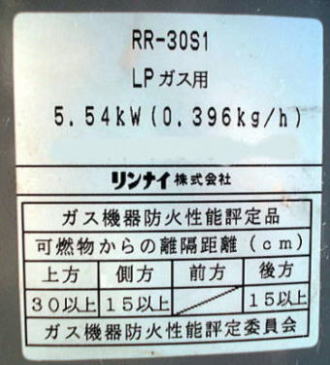 RR-30S1
LPガス用
5.54kW(0.396kg/h)
リンナイ株式会社
ガス機器防火性能評定品
可燃物からの離隔距離(cm)
上方 側方 前方 後方
30以上 15以上 15以上
ガス機器防火性能評定委員会